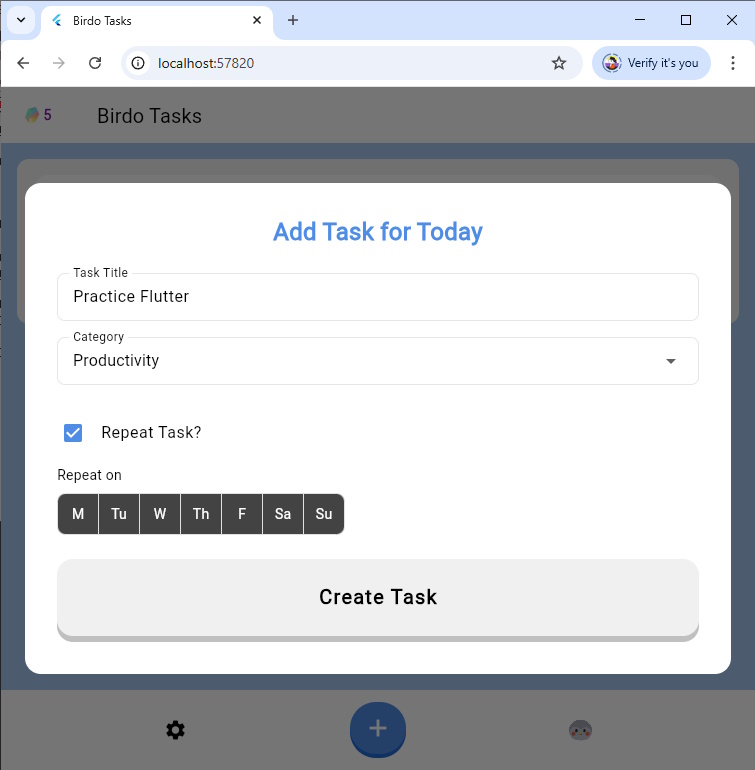 Birdo Tasks
localhost:57820
Verify it's you
5
Birdo Tasks
Add Task for Today
Task Title
Practice Flutter
Category
Productivity
Repeat Task?
Repeat on
M Tu W Th F Sa Su
Create Task